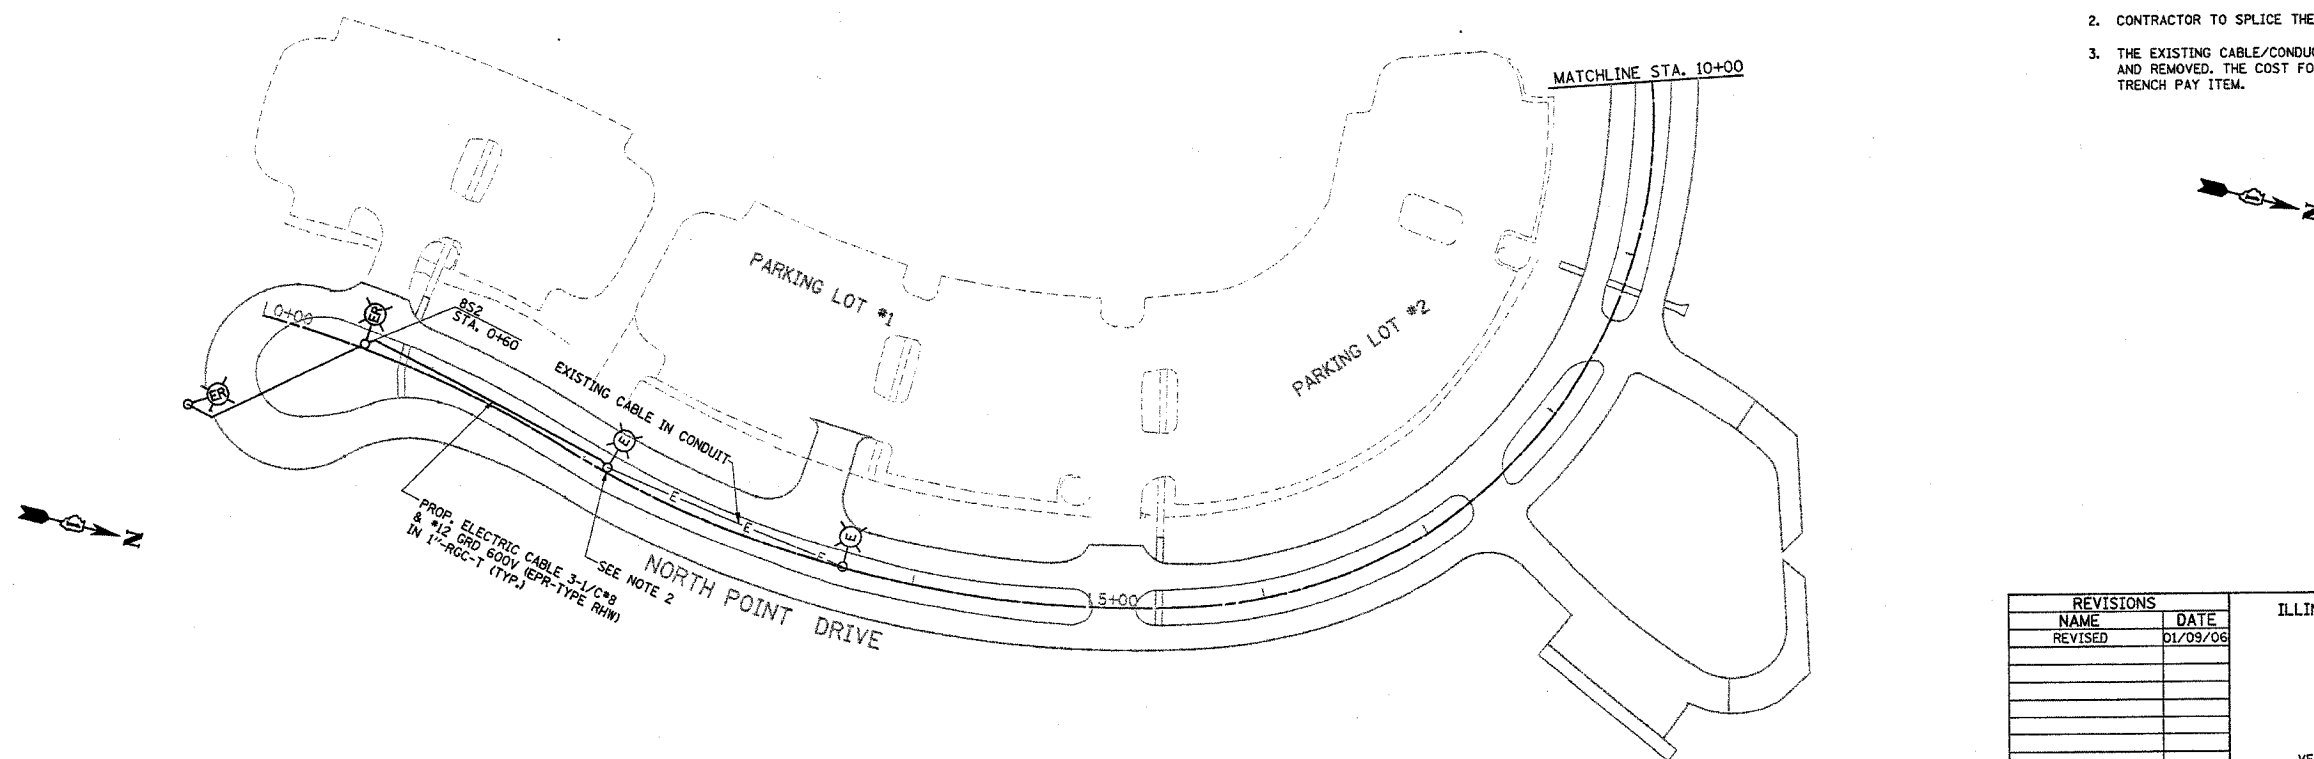 2. CONTRACTOR TO SPLICE THE
3. THE EXISTING CABLE/CONDU
AND REMOVED. THE COST FO
TRENCH PAY ITEM.
MATCHLINE STA. 10+00
N
PARKING LOT #1
PARKING LOT #2
0+00
ER
8S2
STA. 0+60
ER
EXISTING CABLE IN CONDUIT
E
E
E
E
E
PROP. ELECTRIC CABLE 3-1/C#8
& #12 GRD 600V (EPR-TYPE RHW)
IN 1"-RGC-T (TYP.)
SEE NOTE 2
NORTH POINT DRIVE
5+00
N
REVISIONS
NAME DATE
REVISED 01/09/06
ILLIN